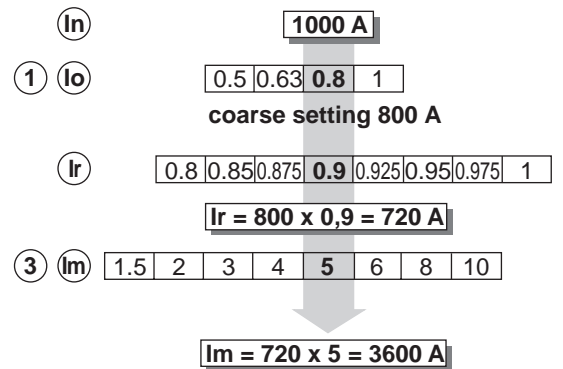 In 1000 A
1 Io 0.5 0.63 0.8 1
coarse setting 800 A
Ir 0.8 0.85 0.875 0.9 0.925 0.95 0.975 1
Ir = 800 x 0,9 = 720 A
3 Im 1.5 2 3 4 5 6 8 10
Im = 720 x 5 = 3600 A